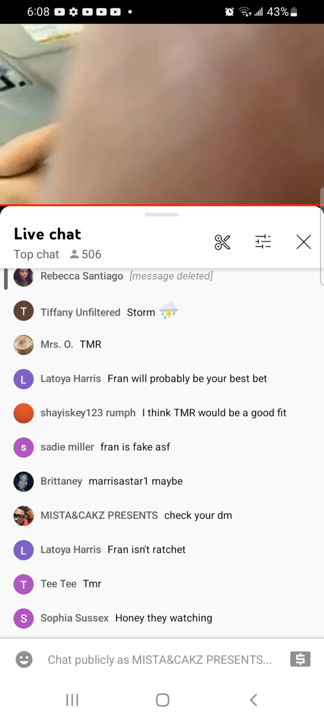 6:08
43%
Live chat
Top chat 506
Rebecca Santiago [message deleted]
T Tiffany Unfiltered Storm
Mrs. O. TMR
L Latoya Harris Fran will probably be your best bet
shayiskey123 rumph I think TMR would be a good fit
s sadie miller fran is fake asf
Brittaney marrisastar1 maybe
MISTA&CAKZ PRESENTS check your dm
L Latoya Harris Fran isn't ratchet
T Tee Tee Tmr
S Sophia Sussex Honey they watching
Chat publicly as MISTA&CAKZ PRESENTS... $